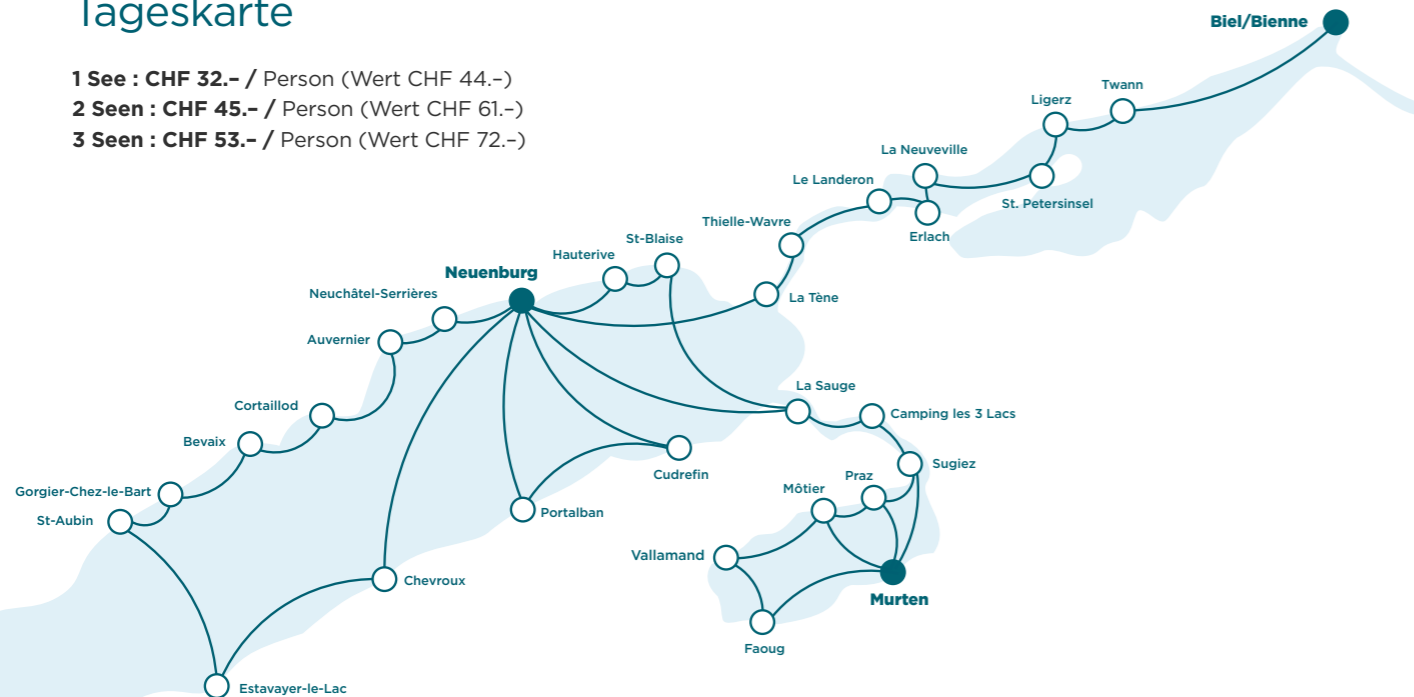 Tageskarte
1 See : CHF 32.– / Person (Wert CHF 44.–)
2 Seen : CHF 45.– / Person (Wert CHF 61.–)
3 Seen : CHF 53.– / Person (Wert CHF 72.–)
Biel/Bienne
Twann
Ligerz
La Neuveville
Le Landeron
St. Petersinsel
Thielle-Wavre
Erlach
St-Blaise
Hauterive
Neuenburg
Neuchâtel-Serrières
La Tène
Auvernier
La Sauge
Cortaillod
Camping les 3 Lacs
Bevaix
Sugiez
Cudrefin
Praz
Gorgier-Chez-le-Bart
Môtier
St-Aubin
Portalban
Vallamand
Chevroux
Murten
Faoug
Estavayer-le-Lac